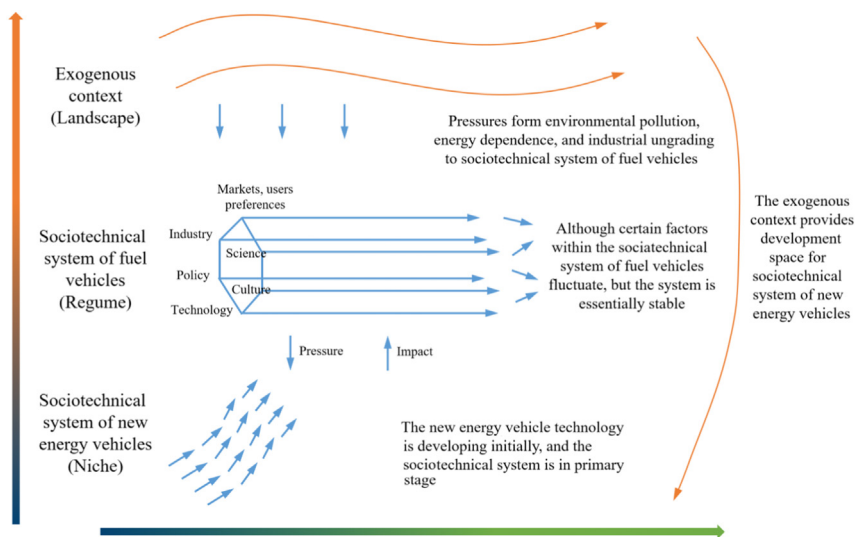 Exogenous
context
(Landscape)
Pressures form environmental pollution,
energy dependence, and industrial ungrading
to sociotechnical system of fuel vehicles
The exogenous
context provides
development
space for
sociotechnical
system of new
energy vehicles
Sociotechnical
system of fuel
vehicles
(Regume)
Markets, users
preferences
Industry
Science
Policy
Culture
Technology
Although certain factors
within the sociatechnical
system of fuel vehicles
fluctuate, but the system is
essentially stable
Pressure
Impact
Sociotechnical
system of new
energy vehicles
(Niche)
The new energy vehicle technology
is developing initially, and the
sociotechnical system is in primary
stage